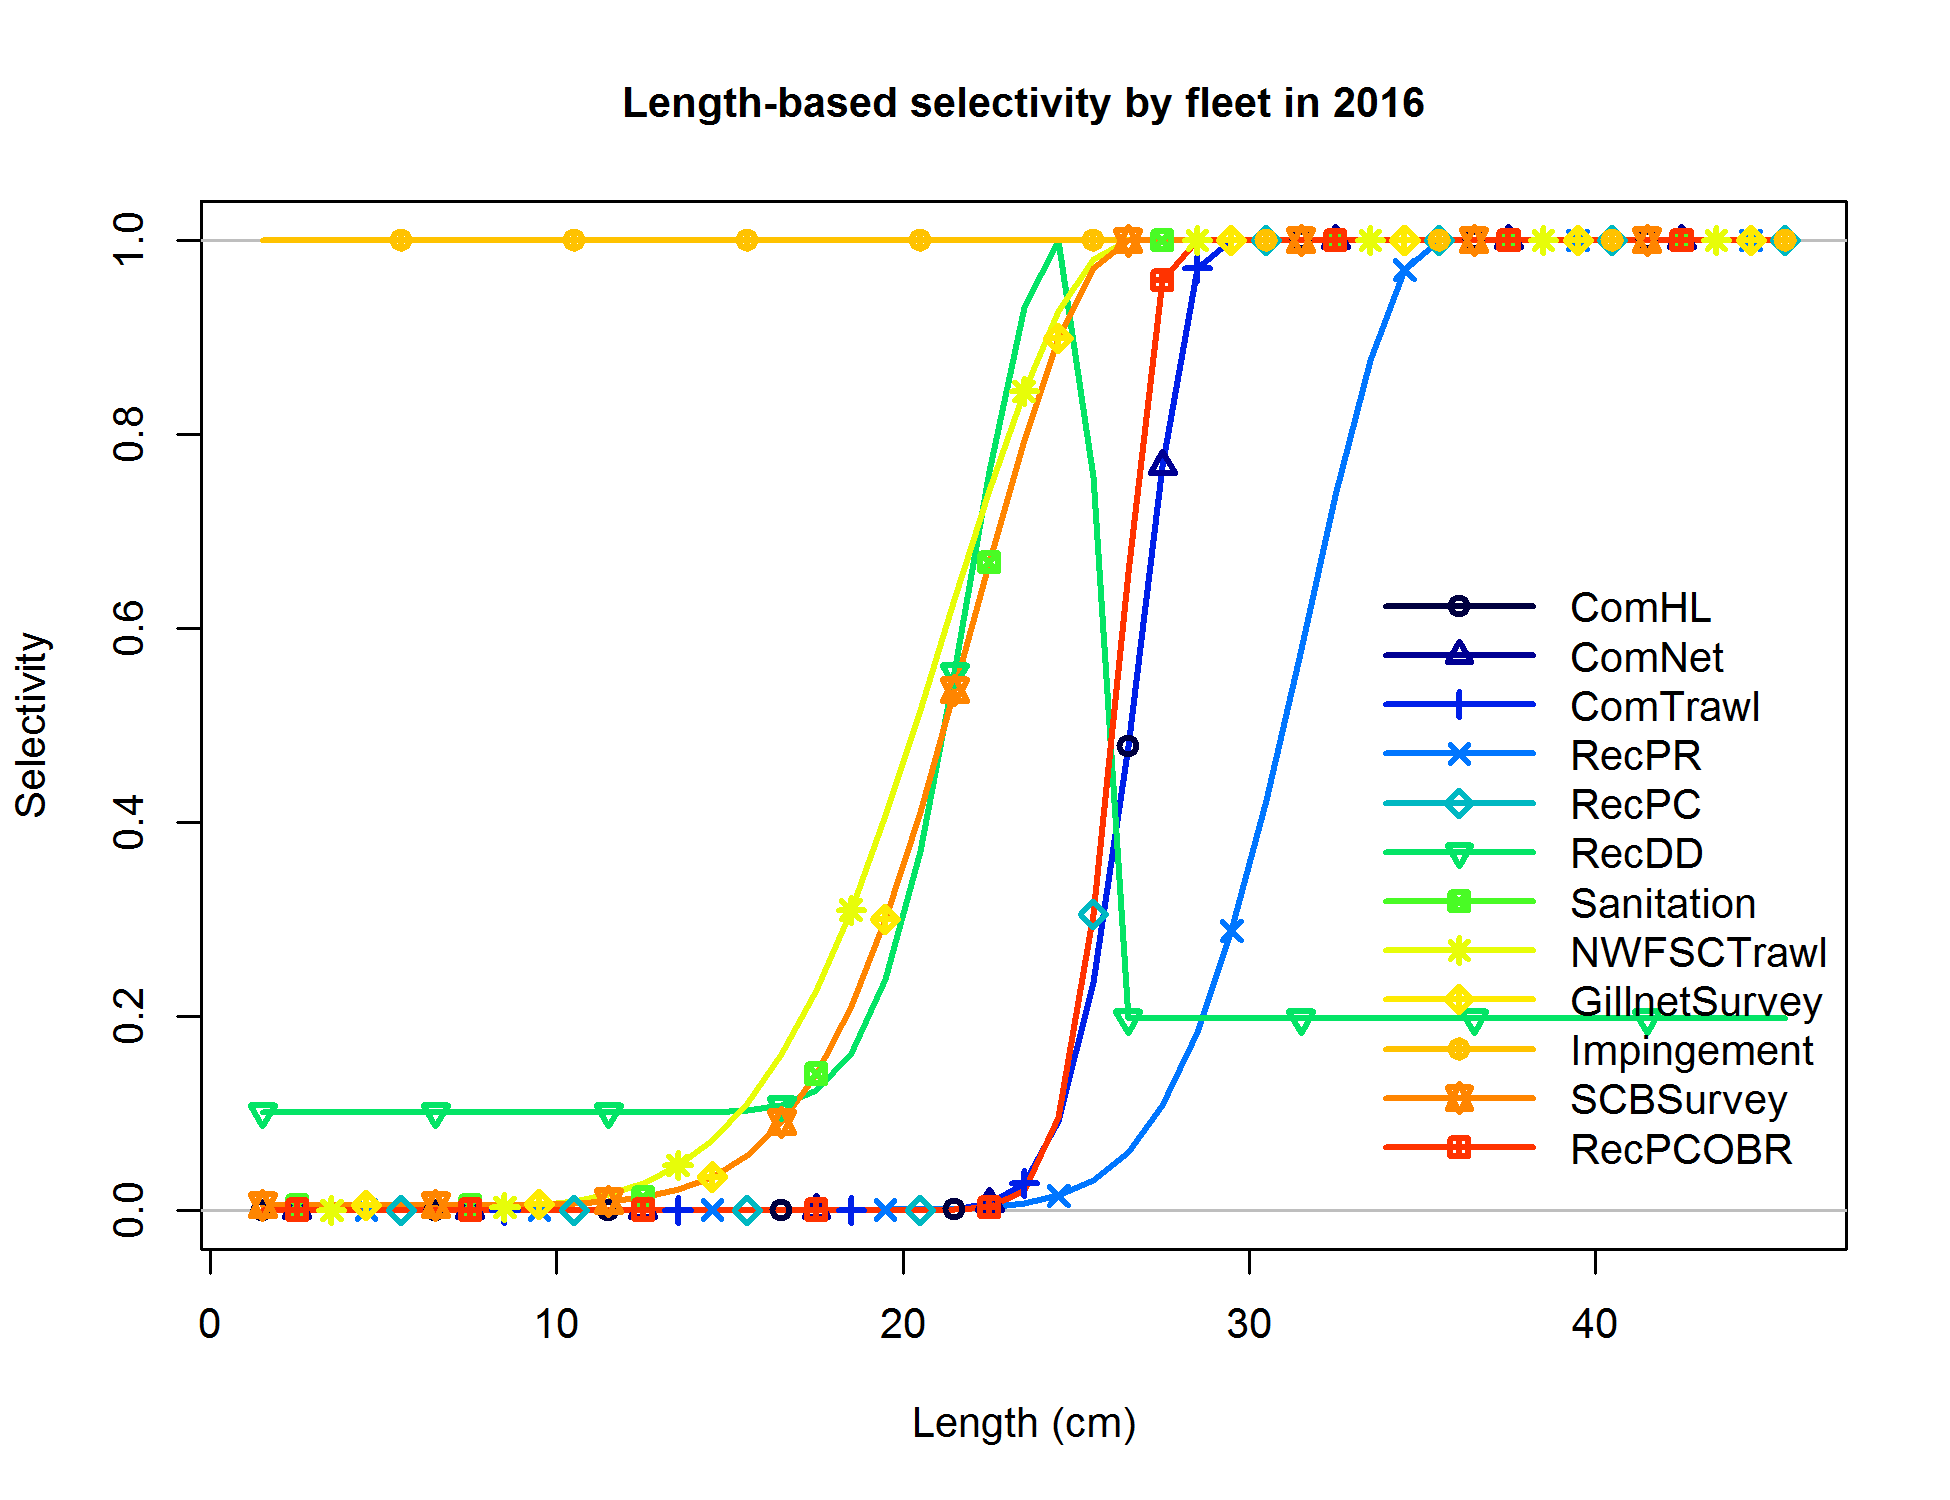 Length-based selectivity by fleet in 2016
Selectivity
1.0
0.8
0.6
0.4
0.2
0.0
ComHL
ComNet
ComTrawl
RecPR
RecPC
RecDD
Sanitation
NWFSCTrawl
GillnetSurvey
Impingement
SCBSurvey
RecPCOBR
0 10 20 30 40
Length (cm)